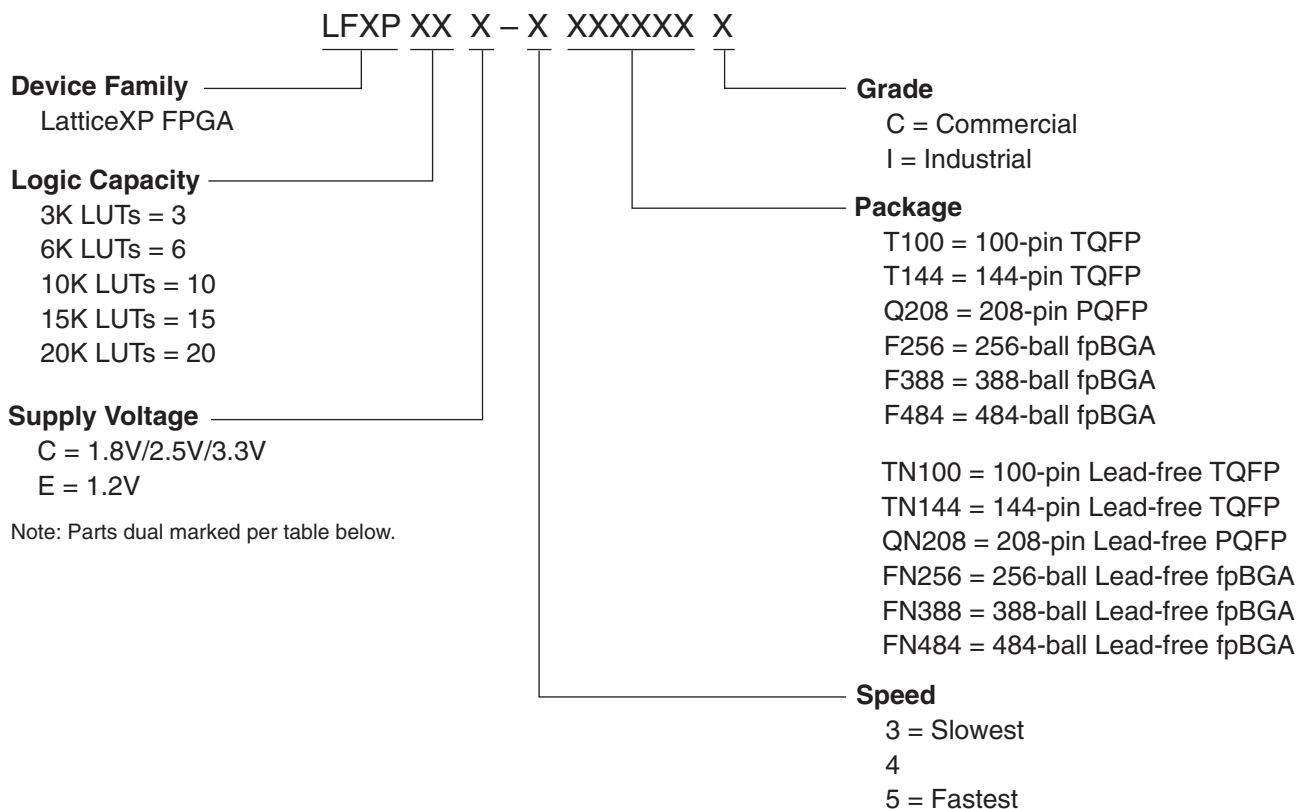 LFXP XX X – X XXXXXX X
Device Family
LatticeXP FPGA
Logic Capacity
3K LUTs = 3
6K LUTs = 6
10K LUTs = 10
15K LUTs = 15
20K LUTs = 20
Supply Voltage
C = 1.8V/2.5V/3.3V
E = 1.2V
Note: Parts dual marked per table below.
Grade
C = Commercial
I = Industrial
Package
T100 = 100-pin TQFP
T144 = 144-pin TQFP
Q208 = 208-pin PQFP
F256 = 256-ball fpBGA
F388 = 388-ball fpBGA
F484 = 484-ball fpBGA
TN100 = 100-pin Lead-free TQFP
TN144 = 144-pin Lead-free TQFP
QN208 = 208-pin Lead-free PQFP
FN256 = 256-ball Lead-free fpBGA
FN388 = 388-ball Lead-free fpBGA
FN484 = 484-ball Lead-free fpBGA
Speed
3 = Slowest
4
5 = Fastest